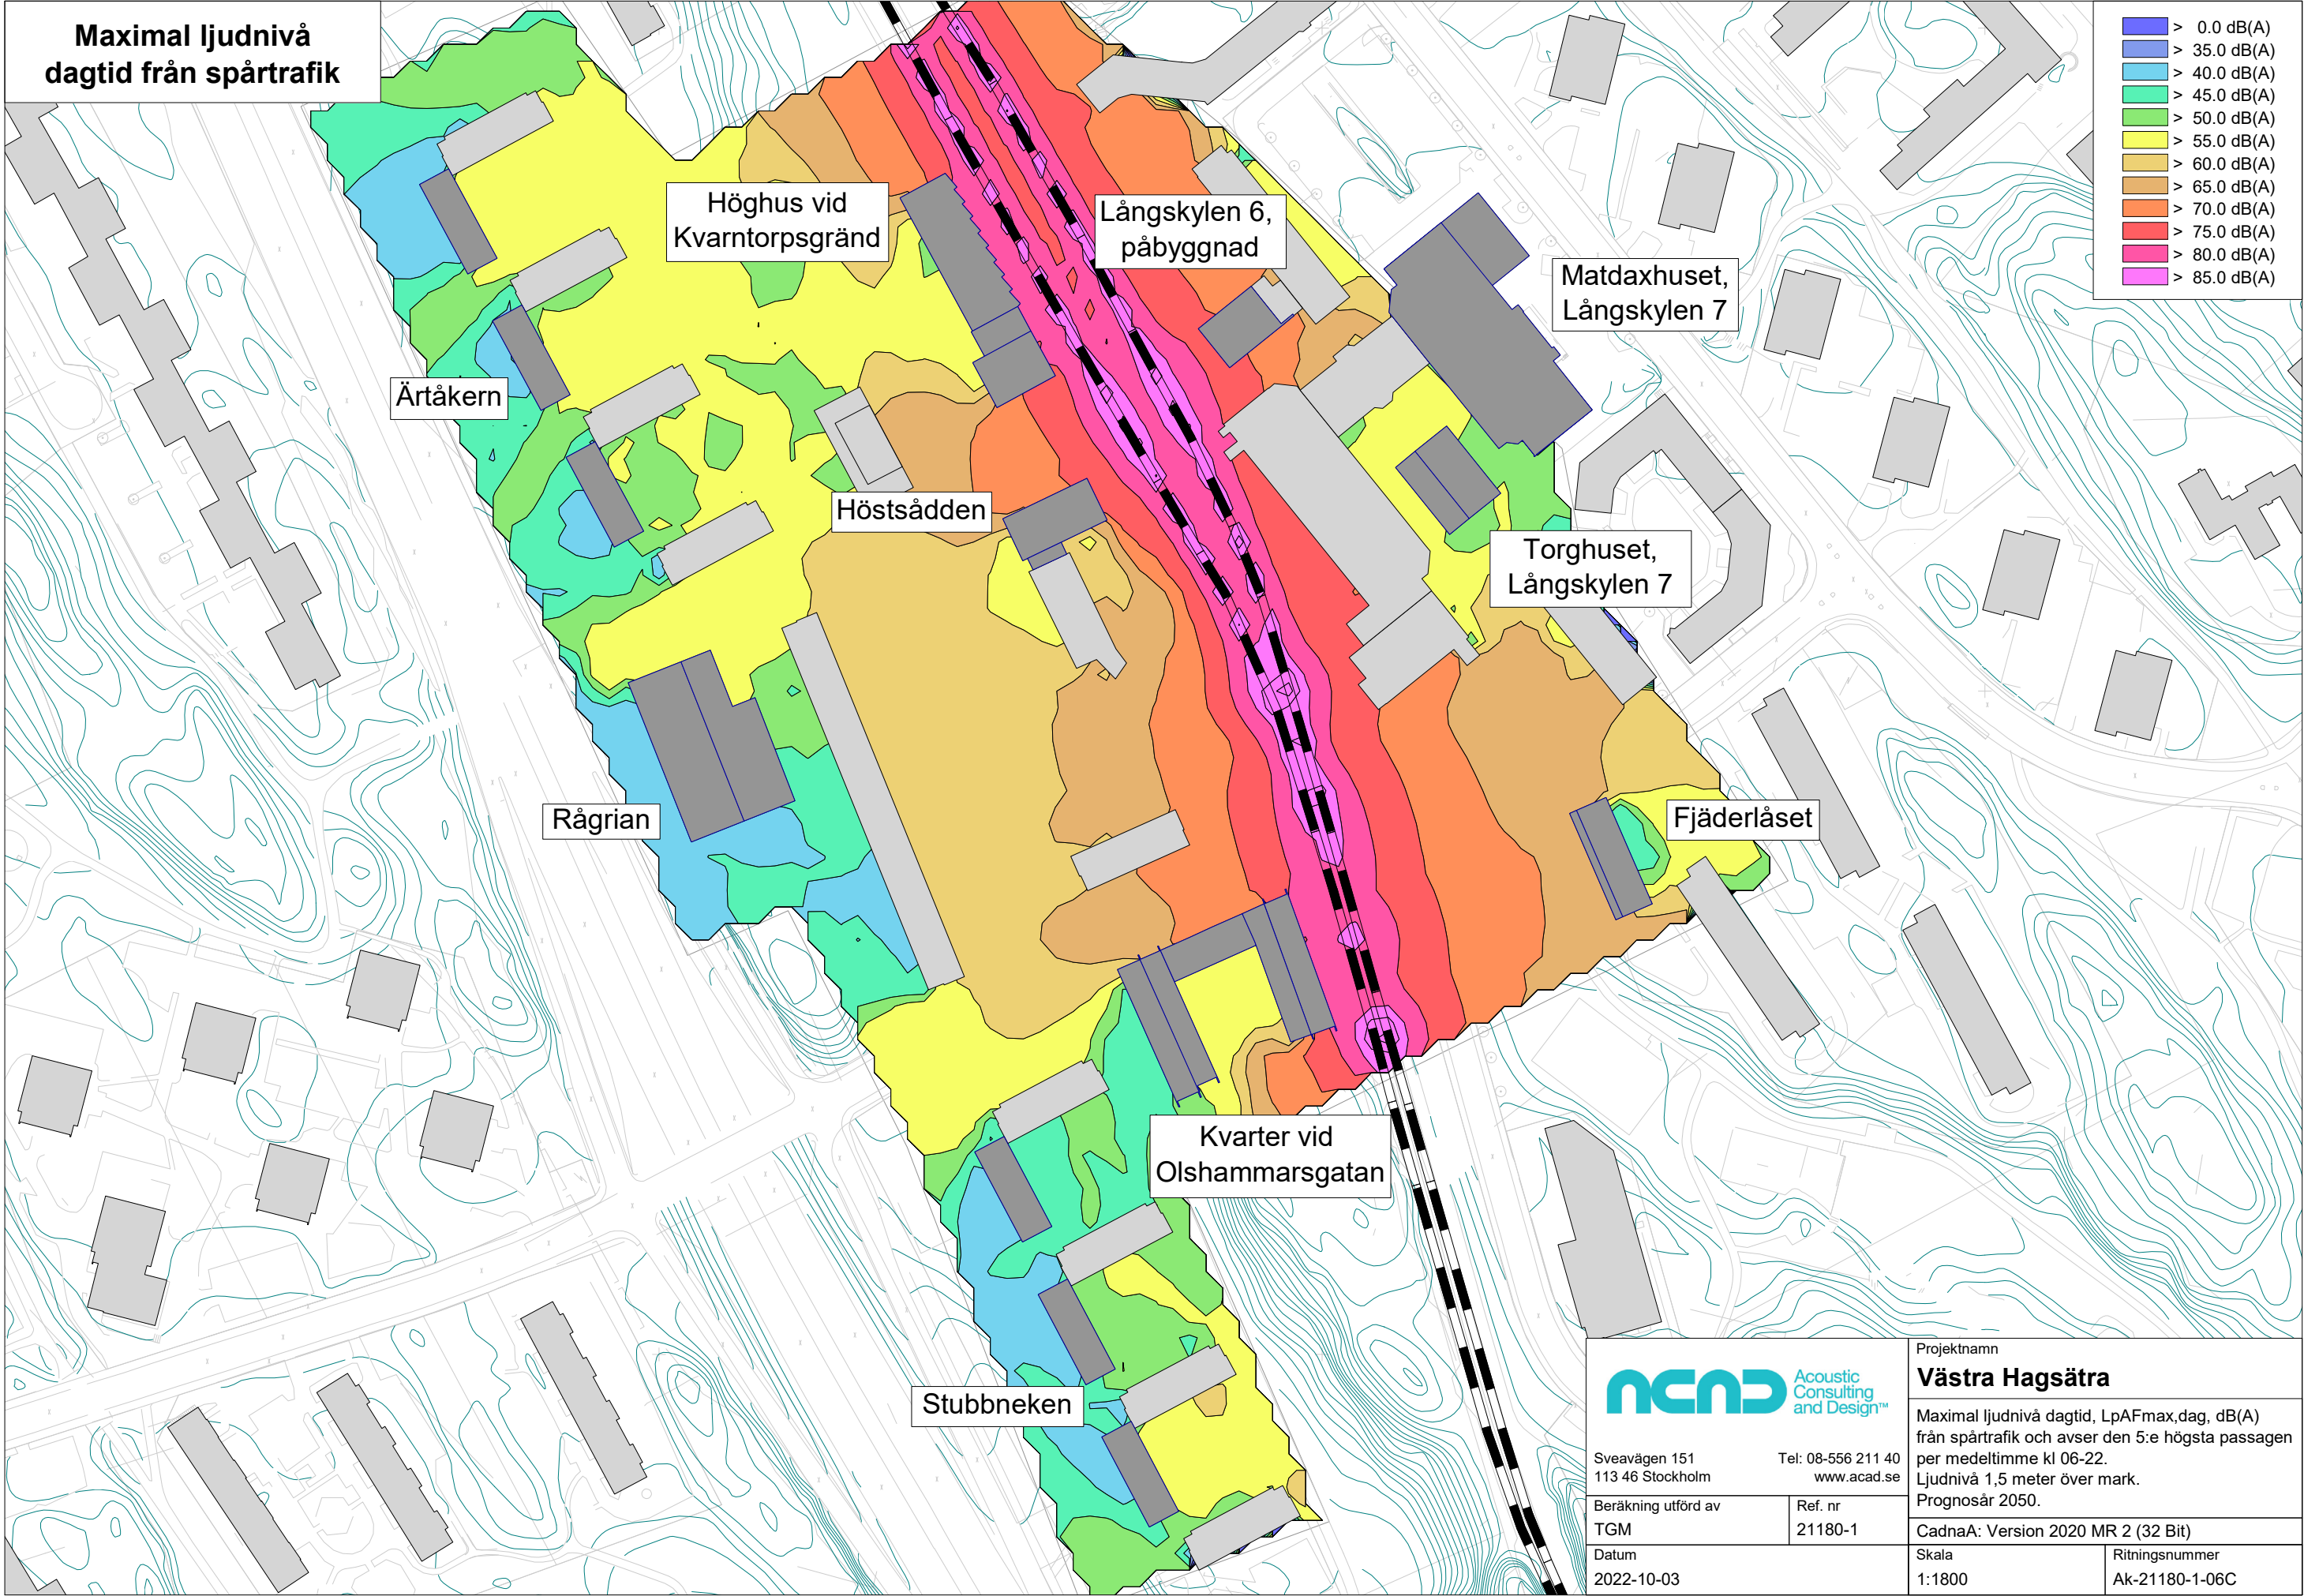 Maximal ljudnivå
dagtid från spårtrafik
> 0.0 dB(A)
> 35.0 dB(A)
> 40.0 dB(A)
> 45.0 dB(A)
> 50.0 dB(A)
> 55.0 dB(A)
> 60.0 dB(A)
> 65.0 dB(A)
> 70.0 dB(A)
> 75.0 dB(A)
> 80.0 dB(A)
> 85.0 dB(A)
Höghus vid
Kvarntorpsgränd
Långskylen 6,
påbyggnad
Matdaxhuset,
Långskylen 7
Ärtåkern
Höstsådden
Torghuset,
Långskylen 7
Rågrian
Fjäderlåset
Kvarter vid
Olshammarsgatan
Stubbneken
ACAD
Acoustic
Consulting
and Design™
Sveavägen 151
113 46 Stockholm
Tel: 08-556 211 40
www.acad.se
Beräkning utförd av
TGM
Ref. nr
21180-1
Datum
2022-10-03
Projektnamn
Västra Hagsätra
Maximal ljudnivå dagtid, LpAFmax,dag, dB(A)
från spårtrafik och avser den 5:e högsta passagen
per medeltimme kl 06-22.
Ljudnivå 1,5 meter över mark.
Prognosår 2050.
CadnaA: Version 2020 MR 2 (32 Bit)
Skala
1:1800
Ritningsnummer
Ak-21180-1-06C